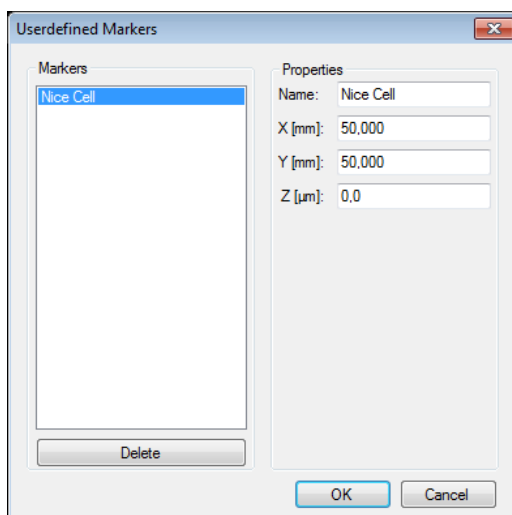 Userdefined Markers
Markers
Nice Cell
Delete
Properties
Name: Nice Cell
X [mm]: 50,000
Y [mm]: 50,000
Z [µm]: 0,0
OK Cancel